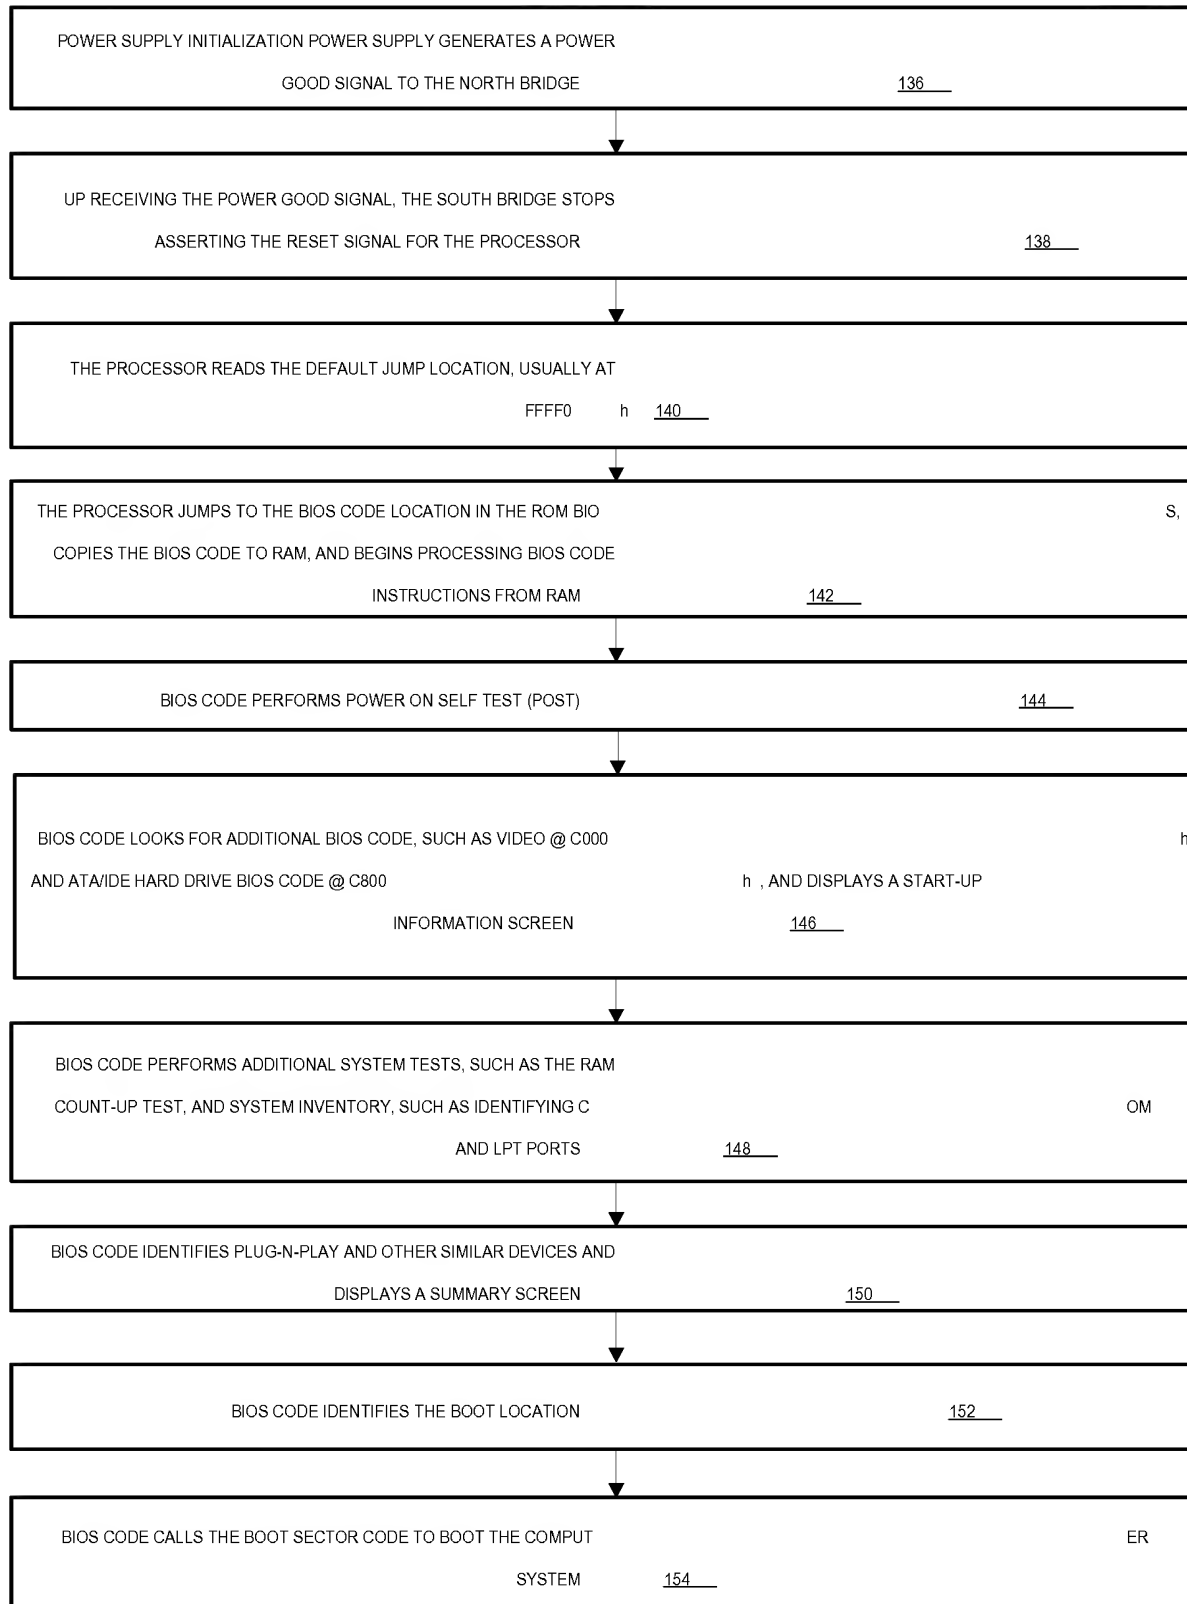 POWER SUPPLY INITIALIZATION POWER SUPPLY GENERATES A POWER
GOOD SIGNAL TO THE NORTH BRIDGE 136
UP RECEIVING THE POWER GOOD SIGNAL, THE SOUTH BRIDGE STOPS
ASSERTING THE RESET SIGNAL FOR THE PROCESSOR 138
THE PROCESSOR READS THE DEFAULT JUMP LOCATION, USUALLY AT
FFFF0 h 140
THE PROCESSOR JUMPS TO THE BIOS CODE LOCATION IN THE ROM BIO S,
COPIES THE BIOS CODE TO RAM, AND BEGINS PROCESSING BIOS CODE
INSTRUCTIONS FROM RAM 142
BIOS CODE PERFORMS POWER ON SELF TEST (POST) 144
BIOS CODE LOOKS FOR ADDITIONAL BIOS CODE, SUCH AS VIDEO @ C000 h
AND ATA/IDE HARD DRIVE BIOS CODE @ C800 h , AND DISPLAYS A START-UP
INFORMATION SCREEN 146
BIOS CODE PERFORMS ADDITIONAL SYSTEM TESTS, SUCH AS THE RAM
COUNT-UP TEST, AND SYSTEM INVENTORY, SUCH AS IDENTIFYING C OM
AND LPT PORTS 148
BIOS CODE IDENTIFIES PLUG-N-PLAY AND OTHER SIMILAR DEVICES AND
DISPLAYS A SUMMARY SCREEN 150
BIOS CODE IDENTIFIES THE BOOT LOCATION 152
BIOS CODE CALLS THE BOOT SECTOR CODE TO BOOT THE COMPUT ER
SYSTEM 154